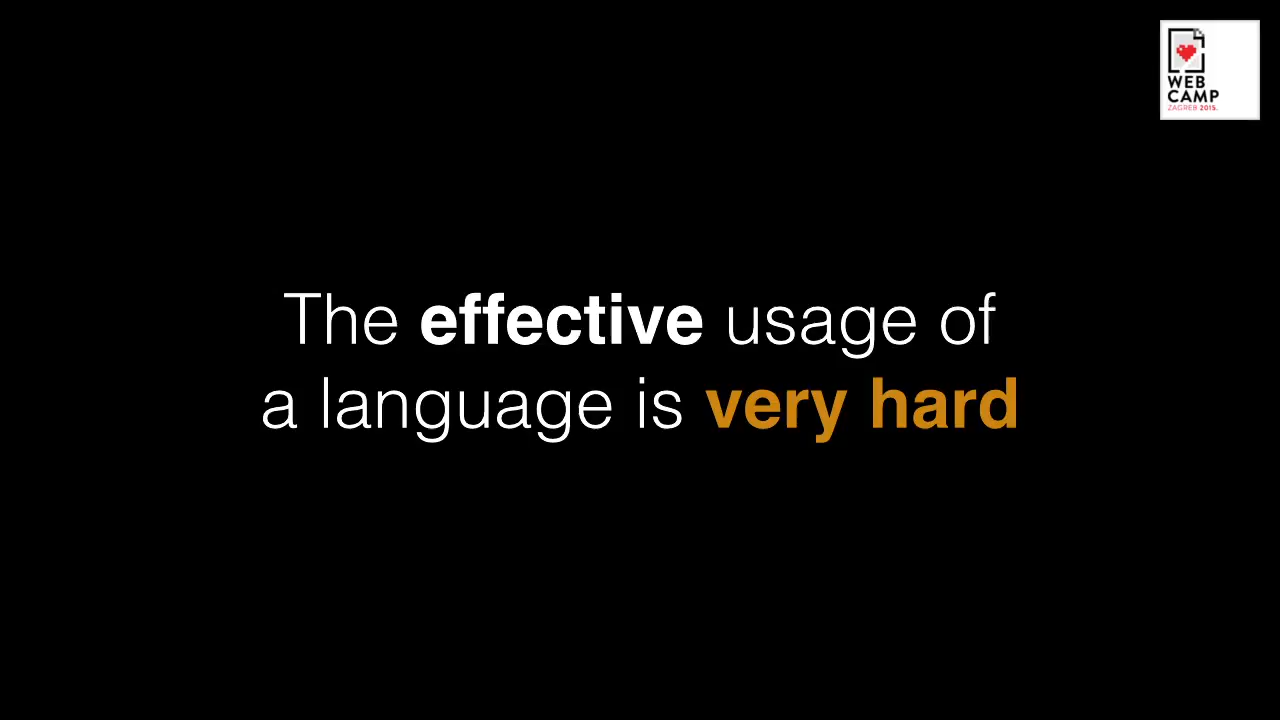 WEB
CAMP
ZAGREB 2015.
The effective usage of
a language is very hard